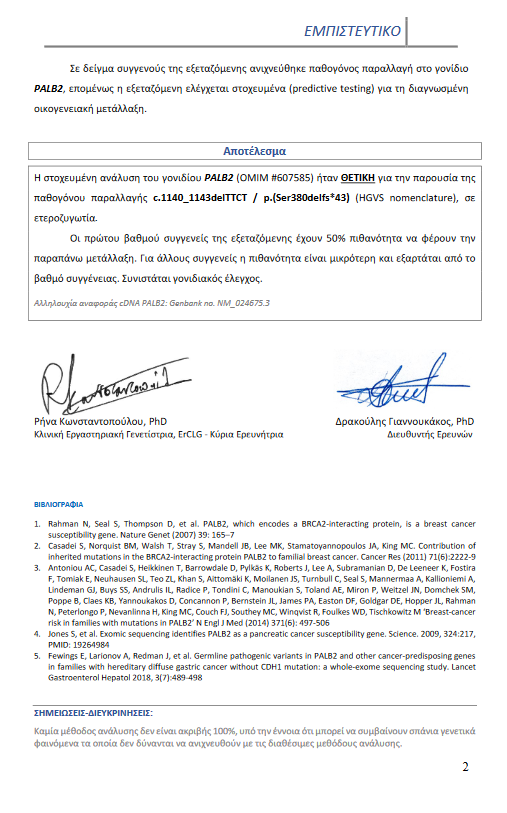 ΕΜΠΙΣΤΕΥΤΙΚΟ
Σε δείγμα συγγενούς της εξεταζόμενης ανιχνεύθηκε παθογόνος παραλλαγή στο γονίδιο
PALB2, επομένως η εξεταζόμενη ελέγχεται στοχευμένα (predictive testing) για τη διαγνωσμένη
οικογενειακή μετάλλαξη.
Αποτέλεσμα
Η στοχευμένη ανάλυση του γονιδίου PALB2 (OMIM #607585) ήταν ΘΕΤΙΚΗ για την παρουσία της
παθογόνου παραλλαγής c.1140_1143delTTCT / p.(Ser380delfs*43) (HGVS nomenclature), σε
ετεροζυγωτία.
Οι πρώτου βαθμού συγγενείς της εξεταζόμενης έχουν 50% πιθανότητα να φέρουν την
παραπάνω μετάλλαξη. Για άλλους συγγενείς η πιθανότητα είναι μικρότερη και εξαρτάται από το
βαθμό συγγένειας. Συνιστάται γονιδιακός έλεγχος.
Αλληλουχία αναφοράς cDNA PALB2: Genbank no. NM_024675.3
Ρήνα Κωνσταντοπούλου, PhD
Κλινική Εργαστηριακή Γενετίστρια, ErCLG - Κύρια Ερευνήτρια
Δρακούλης Γιαννουκάκος, PhD
Διευθυντής Ερευνών
ΒΙΒΛΙΟΓΡΑΦΙΑ
1. Rahman N, Seal S, Thompson D, et al. PALB2, which encodes a BRCA2-interacting protein, is a breast cancer
susceptibility gene. Nature Genet (2007) 39: 165–7
2. Casadei S, Norquist BM, Walsh T, Stray S, Mandell JB, Lee MK, Stamatoyannopoulos JA, King MC. Contribution of
inherited mutations in the BRCA2-interacting protein PALB2 to familial breast cancer. Cancer Res (2011) 71(6):2222-9
3. Antoniou AC, Casadei S, Heikkinen T, Barrowdale D, Pylkäs K, Roberts J, Lee A, Subramanian D, De Leeneer K, Fostira
F, Tomiak E, Neuhausen SL, Teo ZL, Khan S, Aittomäki K, Moilanen JS, Turnbull C, Seal S, Mannermaa A, Kallioniemi A,
Lindeman GJ, Buys SS, Andrulis IL, Radice P, Tondini C, Manoukian S, Toland AE, Miron P, Weitzel JN, Domchek SM,
Poppe B, Claes KB, Yannoukakos D, Concannon P, Bernstein JL, James PA, Easton DF, Goldgar DE, Hopper JL, Rahman
N, Peterlongo P, Nevanlinna H, King MC, Couch FJ, Southey MC, Winqvist R, Foulkes WD, Tischkowitz M 'Breast-cancer
risk in families with mutations in PALB2' N Engl J Med (2014) 371(6): 497-506
4. Jones S, et al. Exomic sequencing identifies PALB2 as a pancreatic cancer susceptibility gene. Science. 2009, 324:217,
PMID: 19264984
5. Fewings E, Larionov A, Redman J, et al. Germline pathogenic variants in PALB2 and other cancer-predisposing genes
in families with hereditary diffuse gastric cancer without CDH1 mutation: a whole-exome sequencing study. Lancet
Gastroenterol Hepatol 2018, 3(7):489-498
ΣΗΜΕΙΩΣΕΙΣ-ΔΙΕΥΚΡΙΝΗΣΕΙΣ:
Καμία μέθοδος ανάλυσης δεν είναι ακριβής 100%, υπό την έννοια ότι μπορεί να συμβαίνουν σπάνια γενετικά
φαινόμενα τα οποία δεν δύνανται να ανιχνευθούν με τις διαθέσιμες μεθόδους ανάλυσης.
2